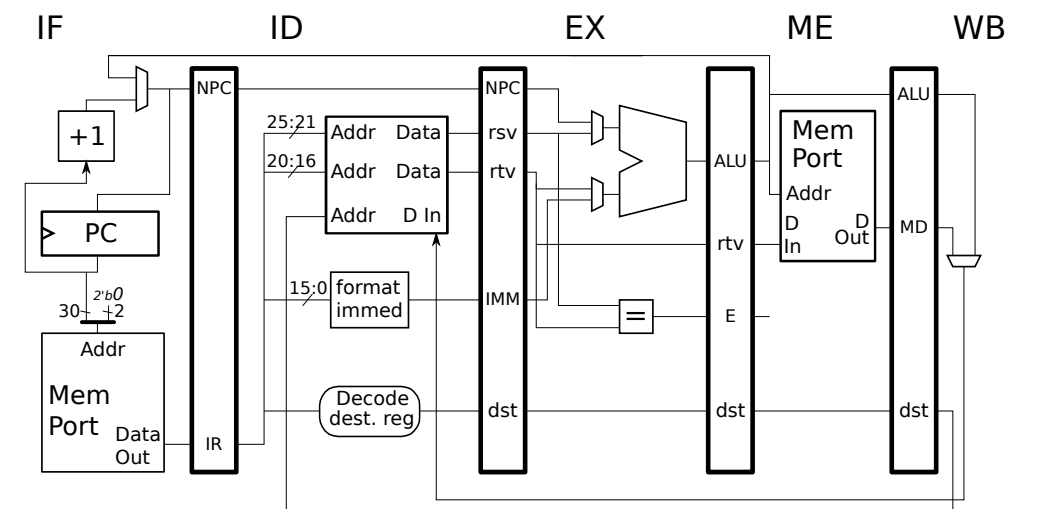 IF ID EX ME WB
NPC NPC ALU
25:21 Addr Data rsv Mem
+1 Port
20:16 Addr Data rtv ALU
Addr
Addr D In D D MD
PC rtv In Out
2'b0 15:0 format IMM
30 2 immed = E
Addr
Mem Decode
Port dest. reg dst dst dst
Data IR
Out